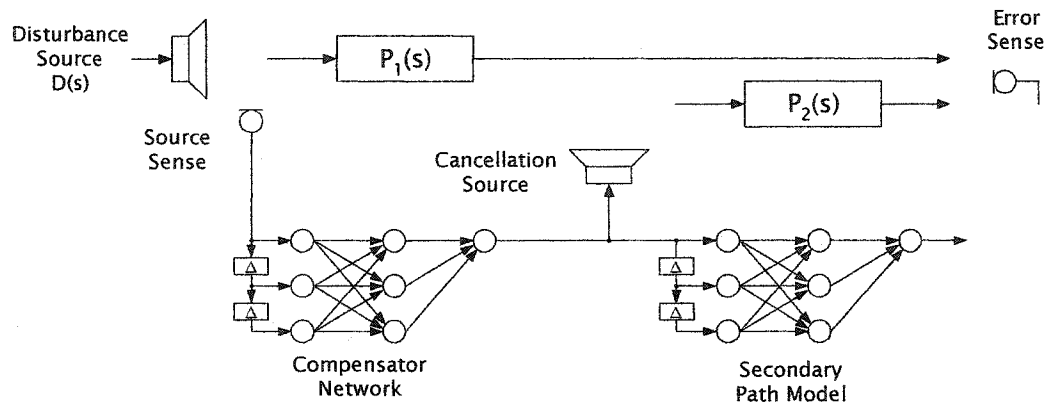 Disturbance
Source
D(s)
P₁(s)
Error
Sense
P₂(s)
Source
Sense
Cancellation
Source
Δ
Δ
Δ
Δ
Compensator
Network
Secondary
Path Model